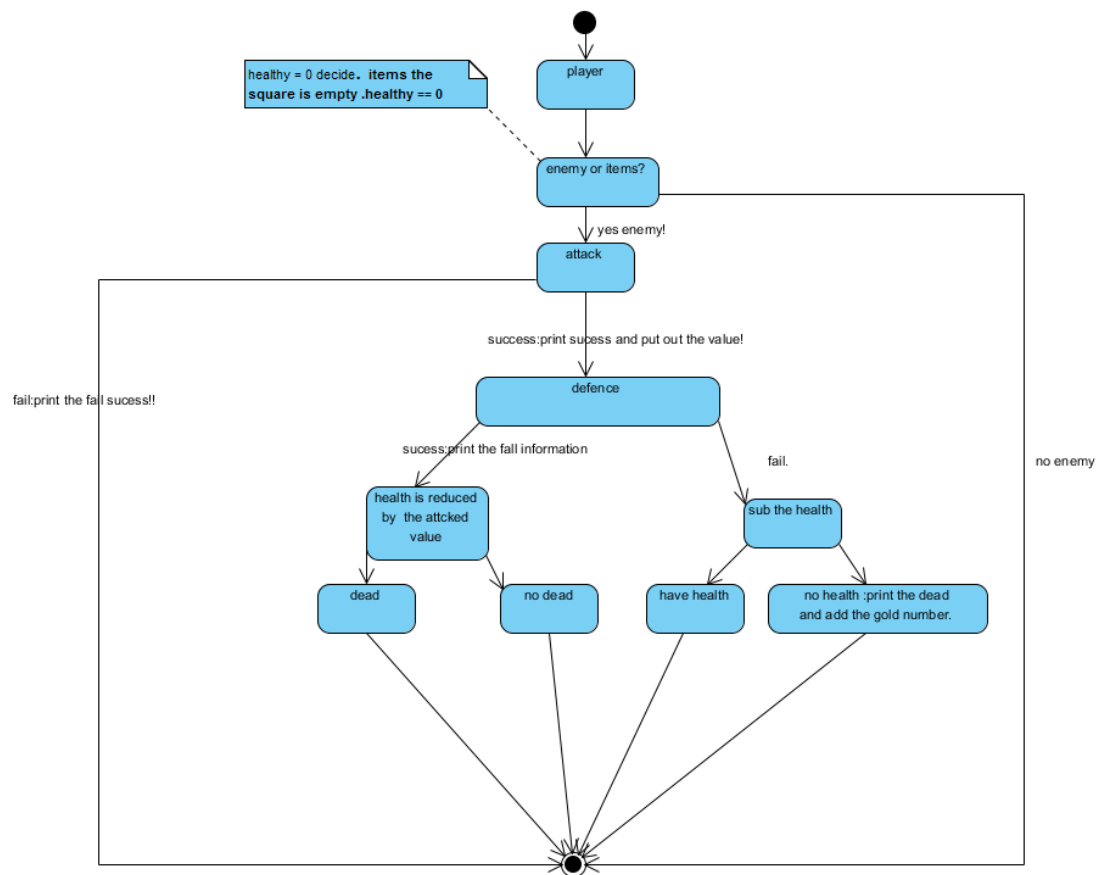 player
healthy = 0 decide. items the
square is empty .healthy == 0
enemy or items?
yes enemy!
attack
success:print sucess and put out the value!
defence
fail:print the fail sucess!!
sucess:print the fall information
fail.
no enemy
health is reduced
by the attcked
value
sub the health
dead
no dead
have health
no health :print the dead
and add the gold number.